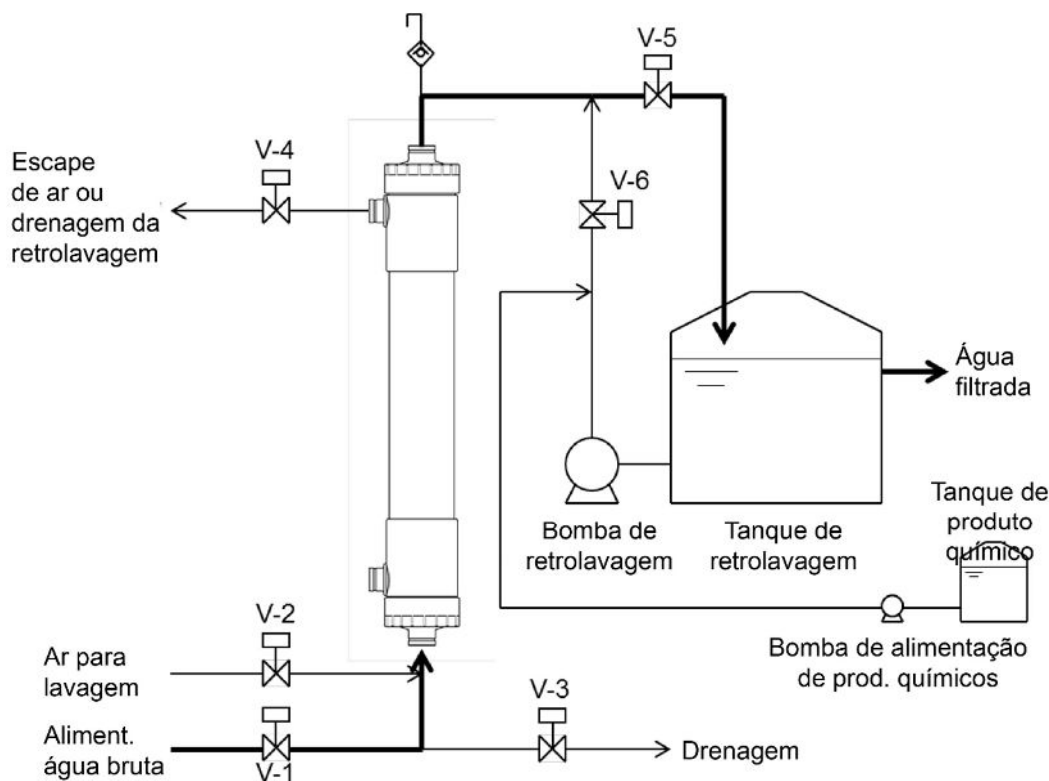 V-5
V-4
Escape
de ar ou
drenagem da
retrolavagem
V-6
Água
filtrada
Bomba de
retrolavagem
Tanque de
retrolavagem
Tanque de
produto
químico
V-2
Ar para
lavagem
Bomba de alimentação
de prod. químicos
V-3
Aliment.
água bruta
V-1
Drenagem